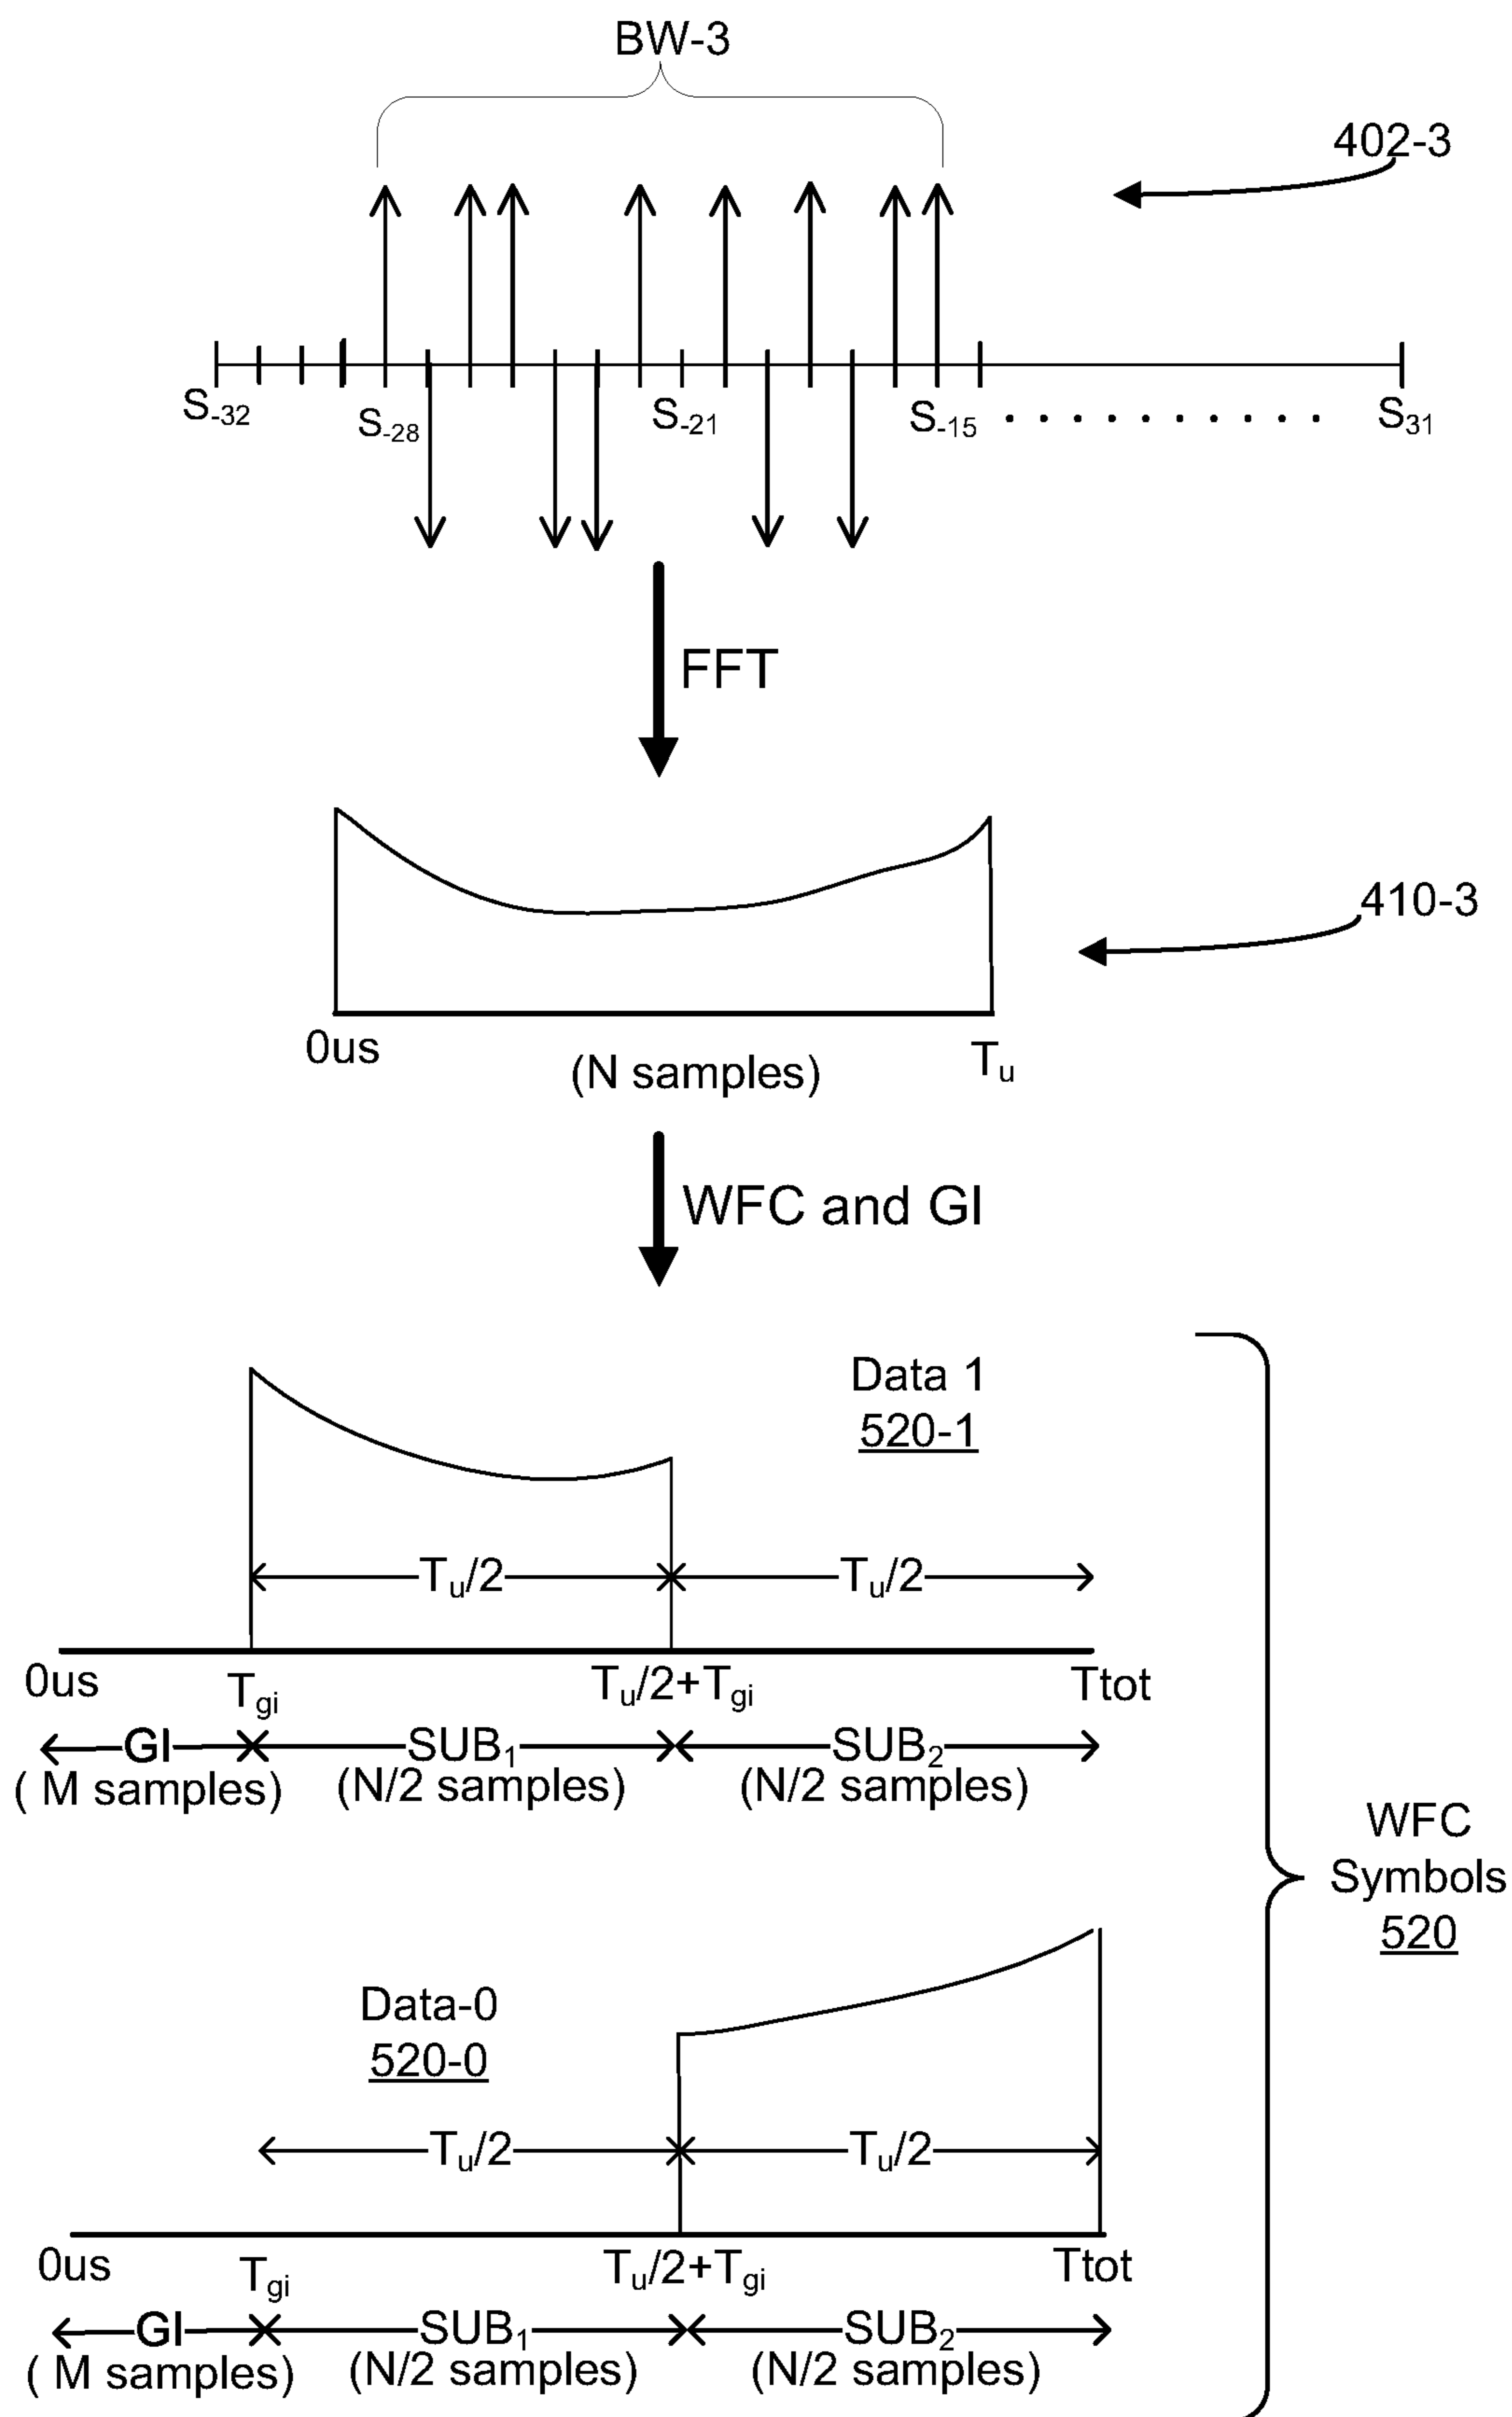 BW-3
402-3
S-32
S-28
S-21
S-15
. . . . . . . . . .
S31
FFT
410-3
0us
(N samples)
Tu
WFC and GI
Data 1
520-1
Tu/2
Tu/2
0us
Tgi
Tu/2+Tgi
Ttot
GI
SUB1
SUB2
( M samples)
(N/2 samples)
(N/2 samples)
WFC
Symbols
520
Data-0
520-0
Tu/2
Tu/2
0us
Tgi
Tu/2+Tgi
Ttot
GI
SUB1
SUB2
( M samples)
(N/2 samples)
(N/2 samples)